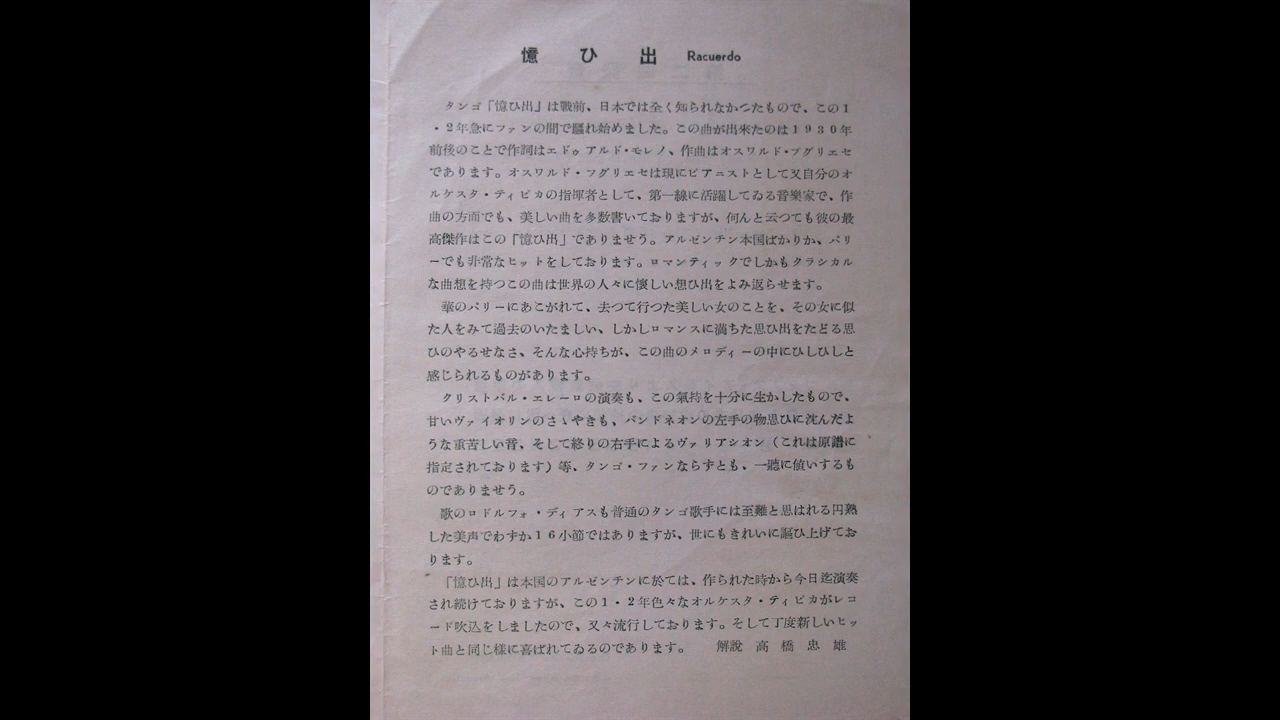 憶ひ出 Racuerdo
タンゴ「憶ひ出」は戰前、日本では全く知られなかつたもので、この1
・2年急にファンの間で騒れ始めました。この曲が出來たのは1930年
前後のことで作詞はエドゥアルド・モレノ、作曲はオスワルド・プグリエセ
であります。オスワルド・プグリエセは現にピアニストとして又自分のオ
ルケスタ・ティピカの指揮者として、第一線に活躍してゐる音樂家で、作
曲の方面でも、美しい曲を多数書いておりますが、何んと云つても彼の最
高傑作はこの「憶ひ出」でありませう。アルゼンチン本国ばかりか、パリ
ーでも非常なヒットをしております。ロマンティックでしかもクラシカル
な曲想を持つこの曲は世界の人々に懷しい想ひ出をよみ返らせます。
華のパリーにあこがれて、去つて行つた美しい女のことを、その女に似
た人をみて過去のいたましい、しかしロマンスに満ちた思ひ出をたどる思
ひのやるせなさ、そんな心持ちが、この曲のメロディーの中にひしひしと
感じられるものがあります。
クリストバル・エレーロの演奏も、この氣持を十分に生かしたもので、
甘いヴァイオリンのさゝやきも、バンドネオンの左手の物思ひに沈んだよ
うな重苦しい音、そして終りの右手によるヴァリアシオン（これは原譜に
指定されております）等、タンゴ・ファンならずとも、一聴に値いするも
のでありませう。
歌のロドルフォ・ディアスも普通のタンゴ歌手には至難と思はれる円熟
した美声でわずか16小節ではありますが、世にもきれいに謳ひ上げてお
ります。
「憶ひ出」は本国のアルゼンチンに於ては、作られた時から今日迄演奏
され続けておりますが、この1・2年色々なオルケスタ・ティピカがレコ
ード吹込をしましたので、又々流行しております。そして丁度新しいヒッ
ト曲と同じ様に喜ばれてゐるのであります。 解說 高橋忠雄